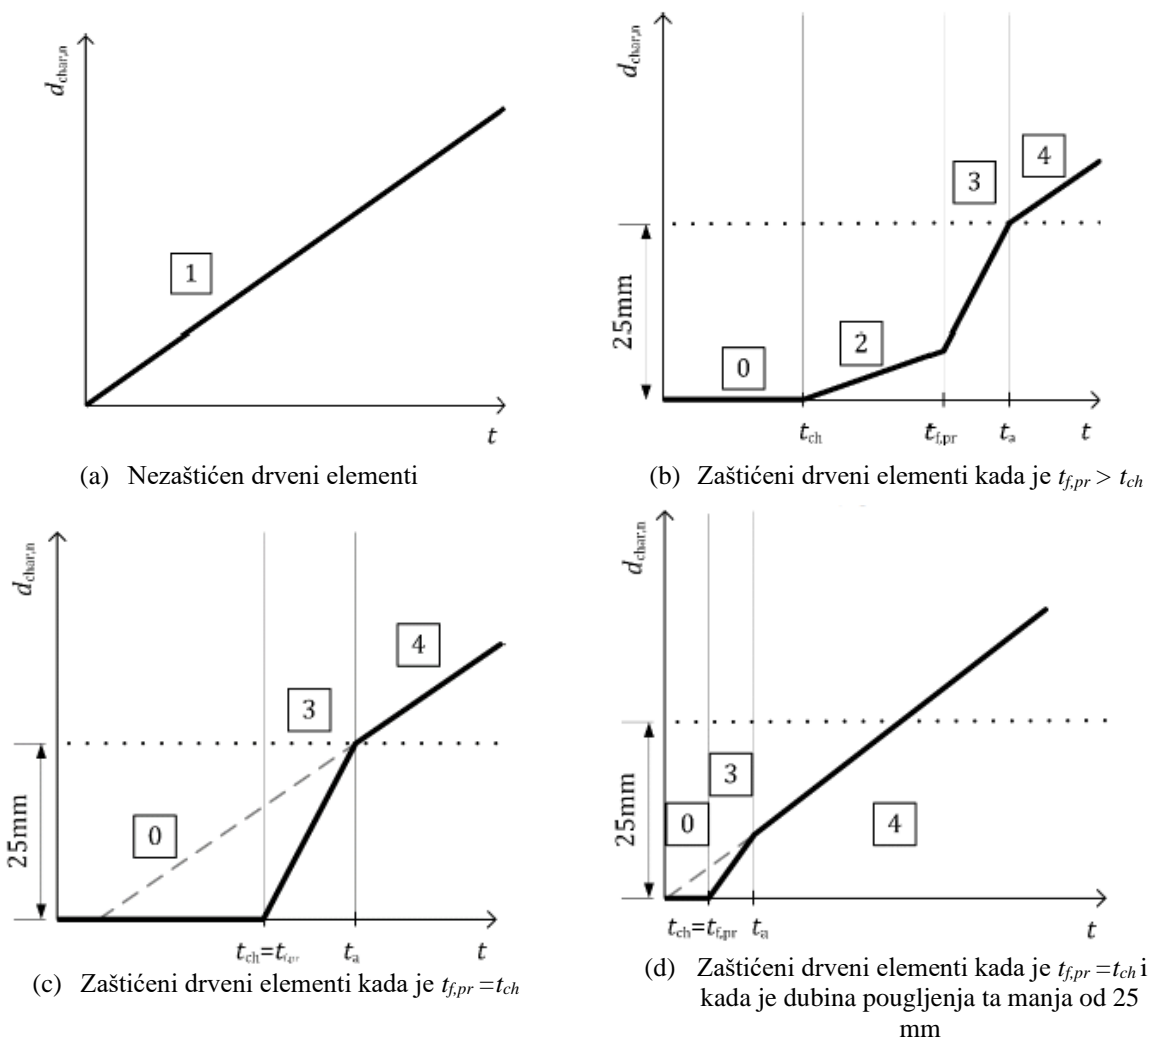 d_char,n
1
t
(a) Nezaštićen drveni elementi
d_char,n
4
3
25mm
2
0
t_ch t_f,pr t_a t
(b) Zaštićeni drveni elementi kada je t_f,pr > t_ch
d_char,n
4
3
25mm
0
t_ch=t_f,pr t_a t
(c) Zaštićeni drveni elementi kada je t_f,pr =t_ch
d_char,n
3
25mm
0
4
t_ch=t_f,pr t_a t
(d) Zaštićeni drveni elementi kada je t_f,pr =t_ch i
kada je dubina pougljenja ta manja od 25
mm